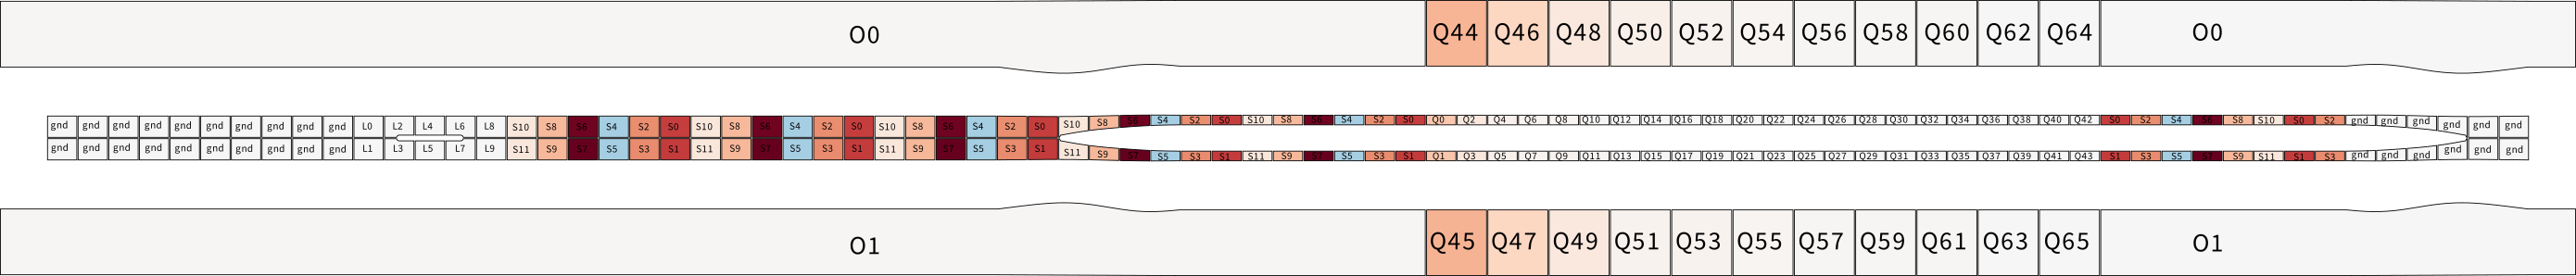 O0 Q44 Q46 Q48 Q50 Q52 Q54 Q56 Q58 Q60 Q62 Q64 O0
gnd gnd gnd gnd gnd gnd gnd gnd gnd gnd L0 L2 L4 L6 L8 S10 S8 S6 S4 S2 S0 S10 S8 S6 S4 S2 S0 S10 S8 S6 S4 S2 S0 S10 S8 S6 S4 S2 S0 S10 S8 S6 S4 S2 S0 Q0 Q2 Q4 Q6 Q8 Q10 Q12 Q14 Q16 Q18 Q20 Q22 Q24 Q26 Q28 Q30 Q32 Q34 Q36 Q38 Q40 Q42 S0 S2 S4 S6 S8 S10 S0 S2 gnd gnd gnd gnd gnd gnd
gnd gnd gnd gnd gnd gnd gnd gnd gnd gnd L1 L3 L5 L7 L9 S11 S9 S7 S5 S3 S1 S11 S9 S7 S5 S3 S1 S11 S9 S7 S5 S3 S1 S11 S9 S7 S5 S3 S1 S11 S9 S7 S5 S3 S1 Q1 Q3 Q5 Q7 Q9 Q11 Q13 Q15 Q17 Q19 Q21 Q23 Q25 Q27 Q29 Q31 Q33 Q35 Q37 Q39 Q41 Q43 S1 S3 S5 S7 S9 S11 S1 S3 gnd gnd gnd gnd gnd gnd
O1 Q45 Q47 Q49 Q51 Q53 Q55 Q57 Q59 Q61 Q63 Q65 O1